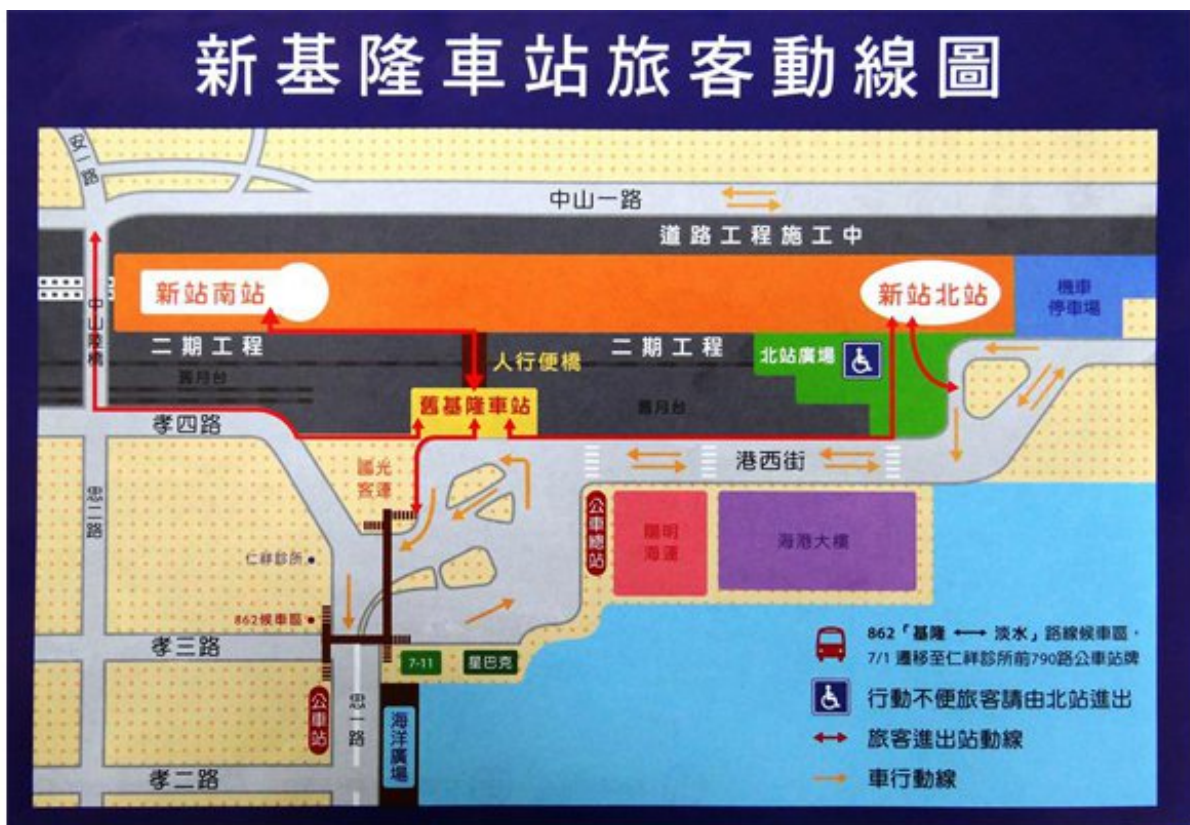 新基隆車站旅客動線圖
安一路
中山一路
道路工程施工中
新站南站
新站北站
機車
停車場
中山陸橋
二期工程
人行便橋
二期工程
北站廣場
舊月台
舊基隆車站
舊月台
孝四路
國光
客運
港西街
忠二路
公車總站
陽明
海運
海港大樓
仁祥診所
862候車區
孝三路
7-11
星巴克
公車站
忠一路
海洋廣場
孝二路
862「基隆 ⟷ 淡水」路線候車區，
7/1 遷移至仁祥診所前790路公車站牌
行動不便旅客請由北站進出
旅客進出站動線
車行動線